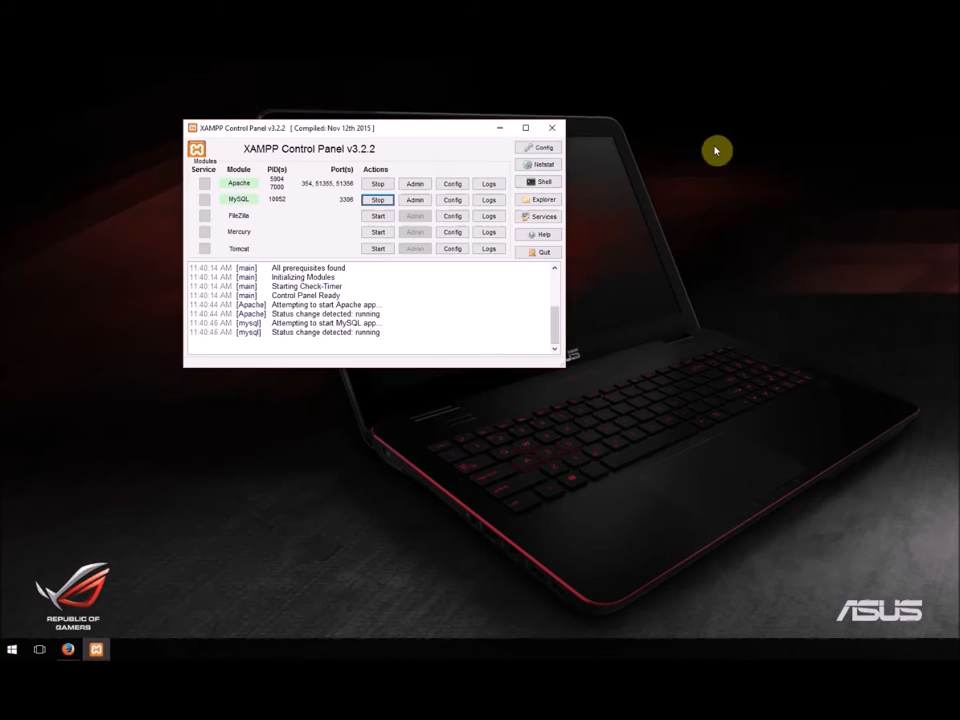 XAMPP Control Panel v3.2.2 [ Compiled: Nov 12th 2015 ]
XAMPP Control Panel v3.2.2
Config
Modules
Service Module PID(s) Port(s) Actions
Netstat
Apache 5904 7000 354, 51355, 51356 Stop Admin Config Logs
Shell
MySQL 10052 3306 Stop Admin Config Logs
Explorer
FileZilla Start Admin Config Logs
Services
Mercury Start Admin Config Logs
Help
Tomcat Start Admin Config Logs
Quit
11:40:14 AM [main] All prerequisites found
11:40:14 AM [main] Initializing Modules
11:40:14 AM [main] Starting Check-Timer
11:40:14 AM [main] Control Panel Ready
11:40:44 AM [Apache] Attempting to start Apache app...
11:40:44 AM [Apache] Status change detected: running
11:40:46 AM [mysql] Attempting to start MySQL app...
11:40:46 AM [mysql] Status change detected: running
REPUBLIC OF
GAMERS
ASUS